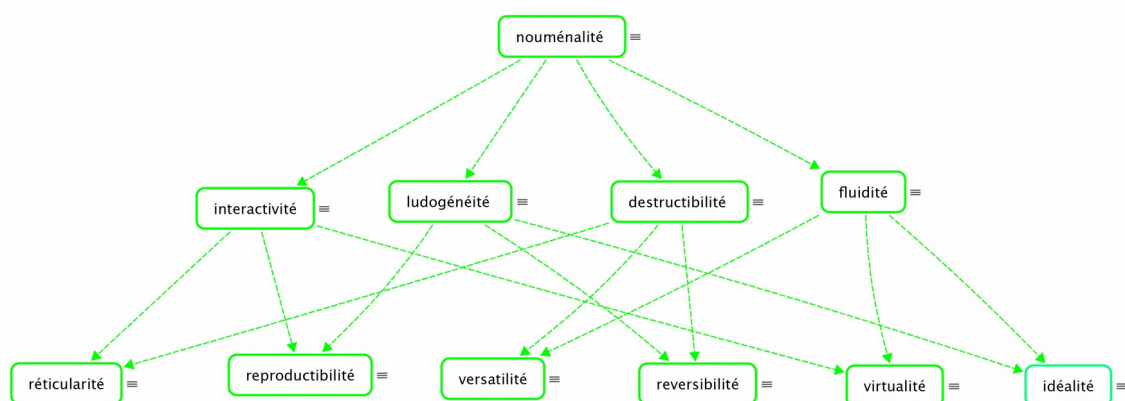 nouménalité
interactivité
ludogénéité
destructibilité
fluidité
réticularité
reproductibilité
versatilité
reversibilité
virtualité
idéalité